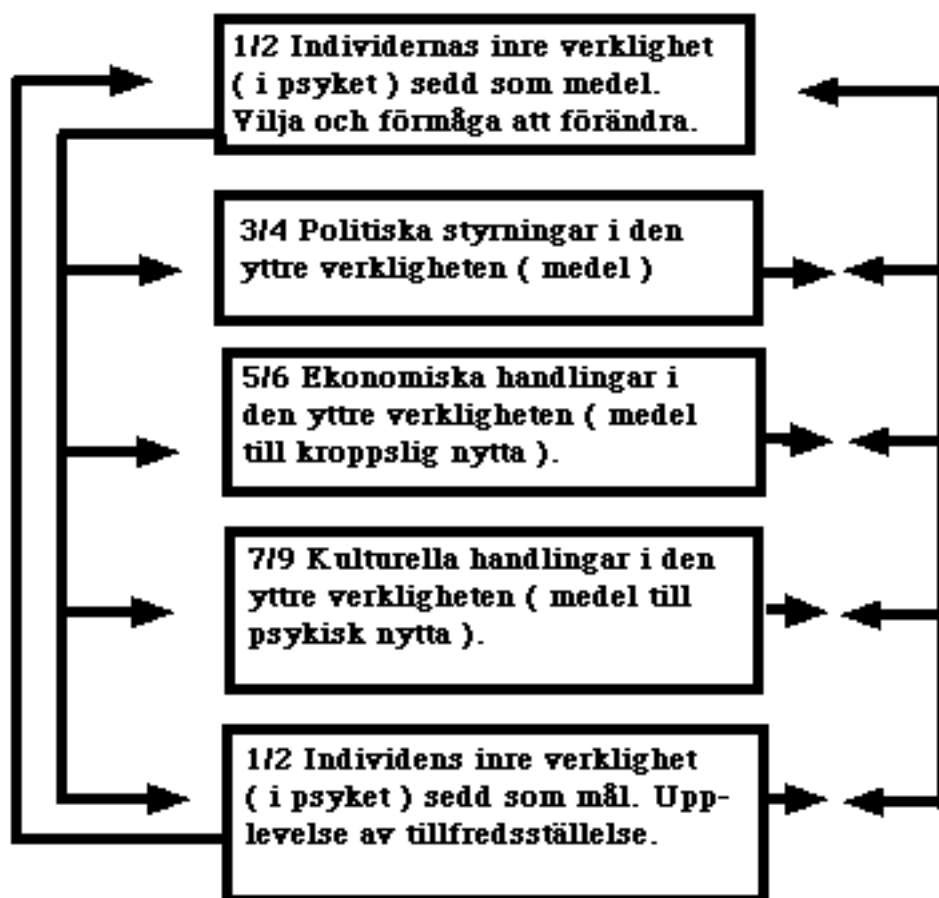 1/2 Individernas inre verklighet
( i psyket ) sedd som medel.
Vilja och förmåga att förändra.
3/4 Politiska styrningar i den
yttre verkligheten ( medel )
5/6 Ekonomiska handlingar i
den yttre verkligheten ( medel
till kroppslig nytta ).
7/9 Kulturella handlingar i den
yttre verkligheten ( medel till
psykisk nytta ).
1/2 Individens inre verklighet
( i psyket ) sedd som mål. Upp-
levelse av tillfredsställelse.